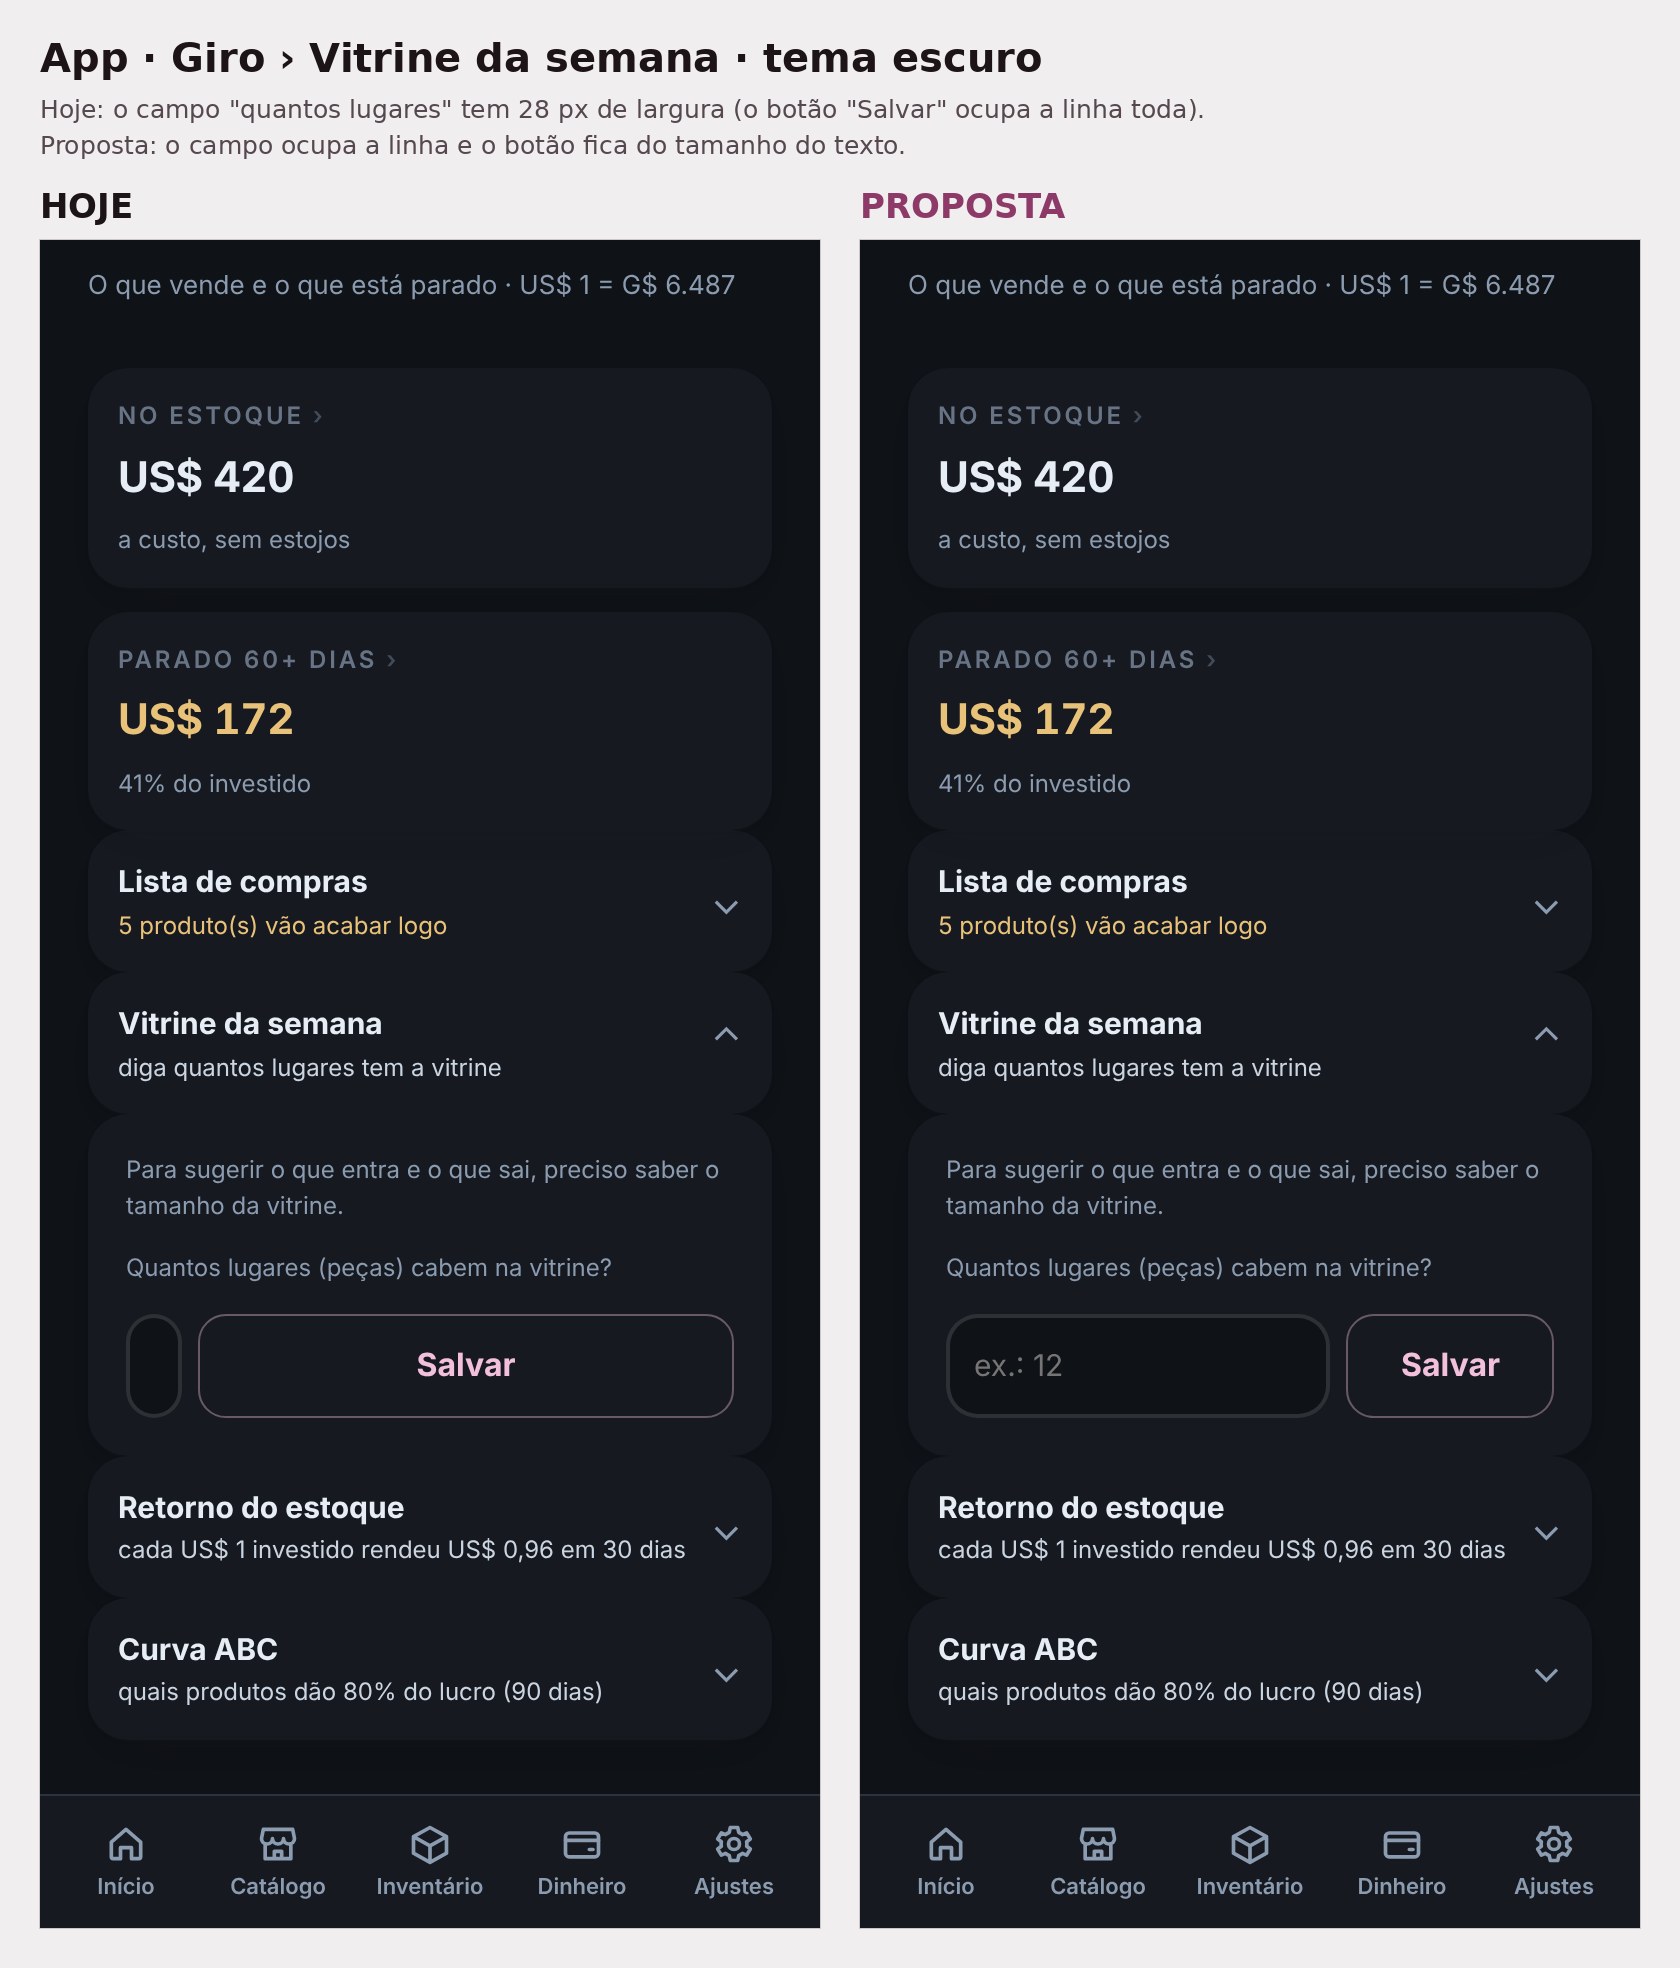 App · Giro › Vitrine da semana · tema escuro
Hoje: o campo "quantos lugares" tem 28 px de largura (o botão "Salvar" ocupa a linha toda).
Proposta: o campo ocupa a linha e o botão fica do tamanho do texto.
HOJE
O que vende e o que está parado · US$ 1 = G$ 6.487
NO ESTOQUE ›
US$ 420
a custo, sem estojos
PARADO 60+ DIAS ›
US$ 172
41% do investido
Lista de compras
5 produto(s) vão acabar logo
Vitrine da semana
diga quantos lugares tem a vitrine
Para sugerir o que entra e o que sai, preciso saber o
tamanho da vitrine.
Quantos lugares (peças) cabem na vitrine?
Salvar
Retorno do estoque
cada US$ 1 investido rendeu US$ 0,96 em 30 dias
Curva ABC
quais produtos dão 80% do lucro (90 dias)
Início Catálogo Inventário Dinheiro Ajustes
PROPOSTA
O que vende e o que está parado · US$ 1 = G$ 6.487
NO ESTOQUE ›
US$ 420
a custo, sem estojos
PARADO 60+ DIAS ›
US$ 172
41% do investido
Lista de compras
5 produto(s) vão acabar logo
Vitrine da semana
diga quantos lugares tem a vitrine
Para sugerir o que entra e o que sai, preciso saber o
tamanho da vitrine.
Quantos lugares (peças) cabem na vitrine?
ex.: 12 Salvar
Retorno do estoque
cada US$ 1 investido rendeu US$ 0,96 em 30 dias
Curva ABC
quais produtos dão 80% do lucro (90 dias)
Início Catálogo Inventário Dinheiro Ajustes